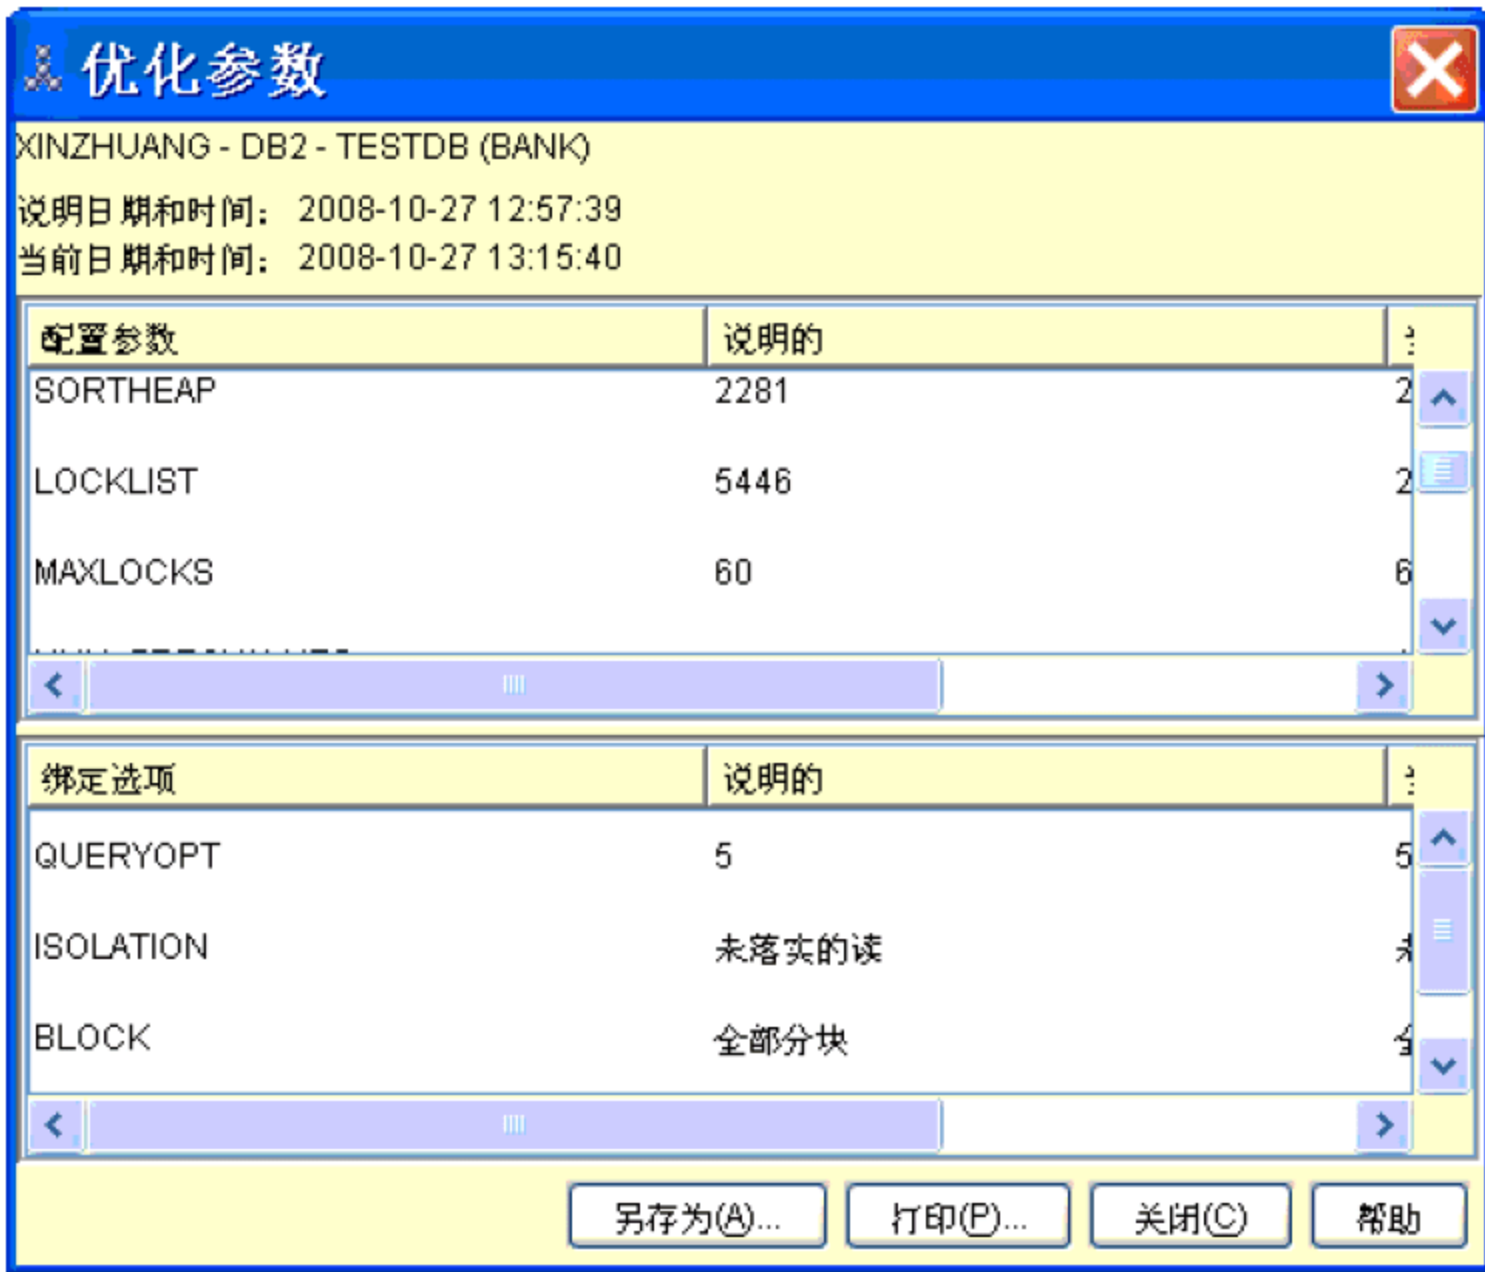 优化参数
XINZHUANG - DB2 - TESTDB (BANK)
说明日期和时间： 2008-10-27 12:57:39
当前日期和时间： 2008-10-27 13:15:40
配置参数 说明的
SORTHEAP 2281 2
LOCKLIST 5446 2
MAXLOCKS 60 6
绑定选项 说明的
QUERYOPT 5 5
ISOLATION 未落实的读
BLOCK 全部分块
另存为(A)... 打印(P)... 关闭(C) 帮助